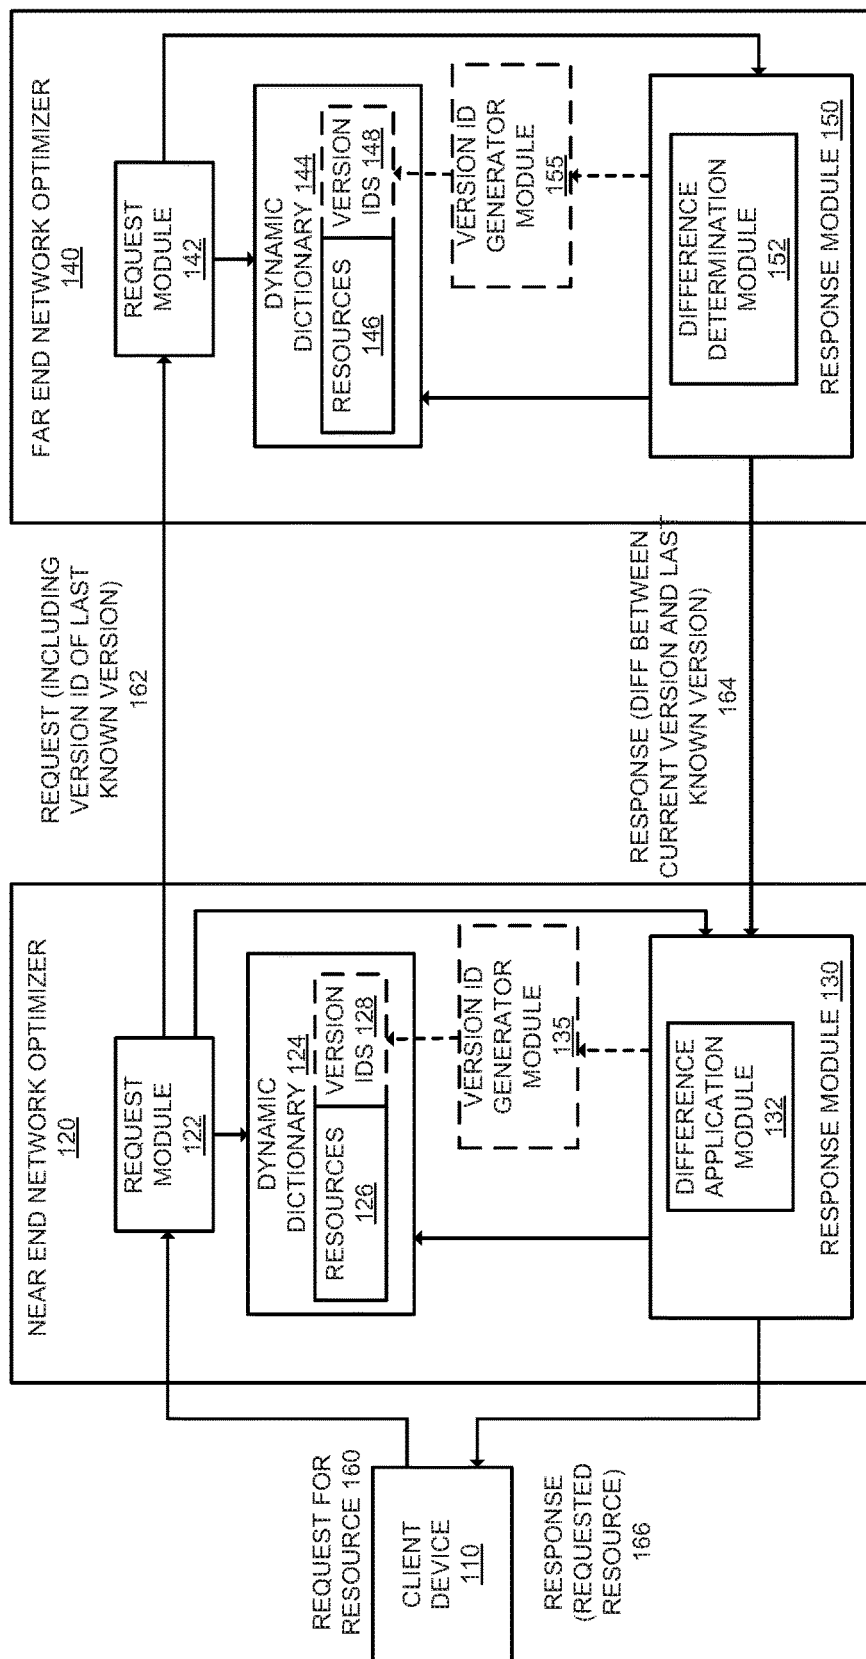 REQUEST FOR
RESOURCE 160
CLIENT
DEVICE
110
RESPONSE
(REQUESTED
RESOURCE)
166
NEAR END NETWORK OPTIMIZER
120
REQUEST
MODULE
122
DYNAMIC
DICTIONARY 124
RESOURCES
126
VERSION
IDS 128
VERSION ID
GENERATOR
MODULE
135
DIFFERENCE
APPLICATION
MODULE
132
RESPONSE MODULE 130
REQUEST (INCLUDING
VERSION ID OF LAST
KNOWN VERSION)
162
RESPONSE (DIFF BETWEEN
CURRENT VERSION AND LAST
KNOWN VERSION)
164
FAR END NETWORK OPTIMIZER
140
REQUEST
MODULE
142
DYNAMIC
DICTIONARY 144
RESOURCES
146
VERSION
IDS 148
VERSION ID
GENERATOR
MODULE
155
DIFFERENCE
DETERMINATION
MODULE
152
RESPONSE MODULE 150